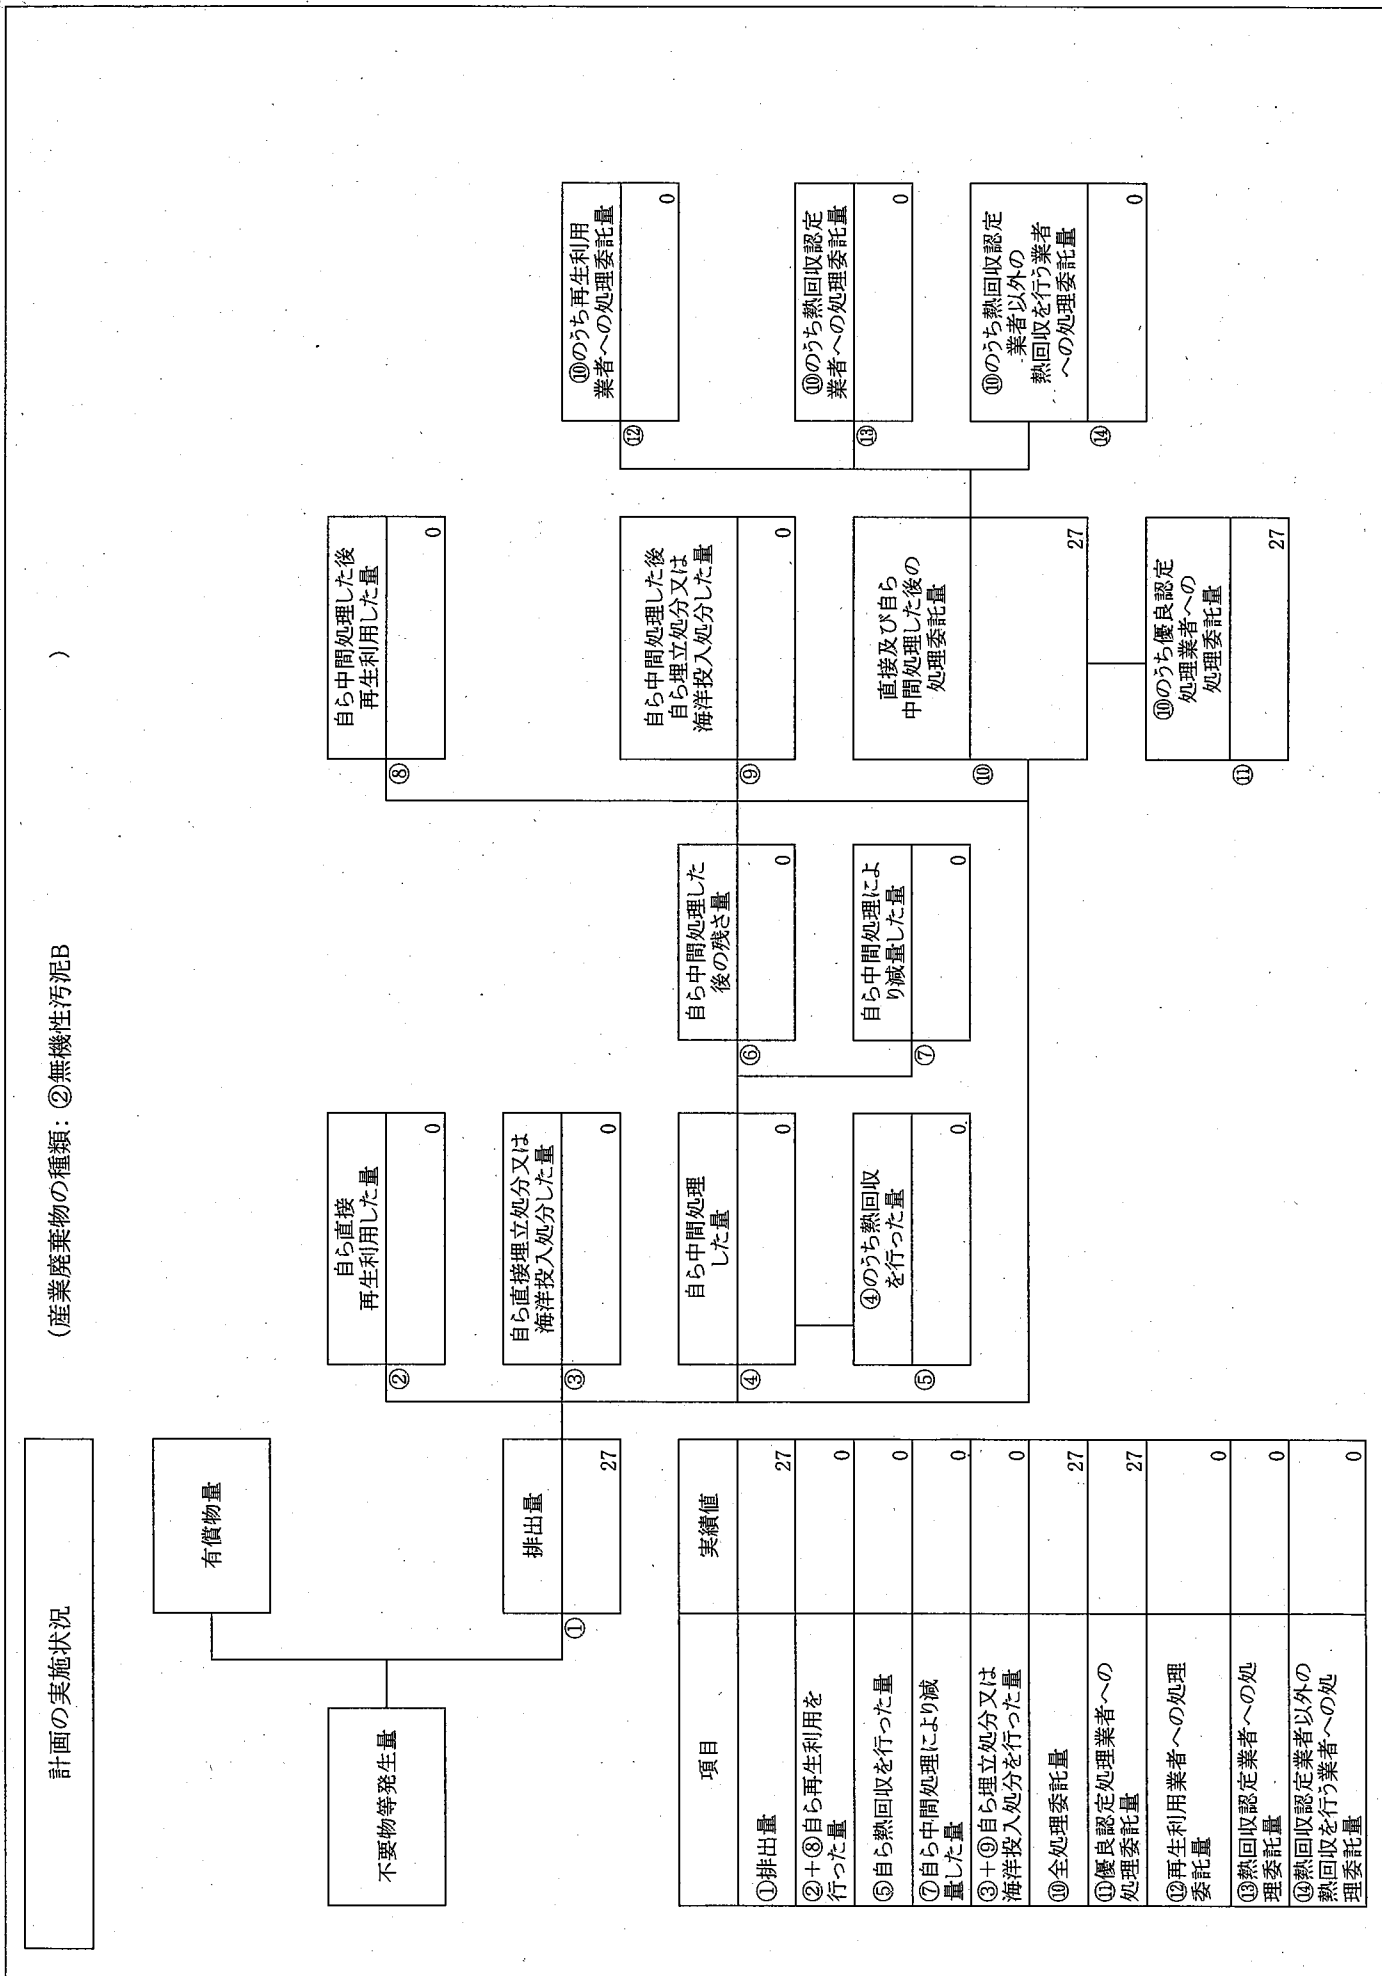 計画の実施状況
(産業廃棄物の種類：②無機性汚泥B
)
不要物等発生量
有償物量
①
排出量
27
②
自ら直接
再生利用した量
0
③
自ら直接埋立処分又は
海洋投入処分した量
0
④
自ら中間処理
した量
0
⑤
④のうち熱回収
を行った量
0
⑥
自ら中間処理した
後の残さ量
0
⑦
自ら中間処理によ
り減量した量
0
⑧
自ら中間処理した後
再生利用した量
0
⑨
自ら中間処理した後
自ら埋立処分又は
海洋投入処分した量
0
⑩
直接及び自ら
中間処理した後の
処理委託量
27
⑪
⑩のうち優良認定
処理業者への
処理委託量
27
⑫
⑩のうち再生利用
業者への処理委託量
0
⑬
⑩のうち熱回収認定
業者への処理委託量
0
⑭
⑩のうち熱回収認定
業者以外の
熱回収を行う業者
への処理委託量
0
項目 実績値
①排出量 27
②+⑧自ら再生利用を
行った量 0
⑤自ら熱回収を行った量 0
⑦自ら中間処理により減
量した量 0
③+⑨自ら埋立処分又は
海洋投入処分を行った量 0
⑩全処理委託量 27
⑪優良認定処理業者への
処理委託量 27
⑫再生利用業者への処理
委託量 0
⑬熱回収認定業者への処
理委託量 0
⑭熱回収認定業者以外の
熱回収を行う業者への処
理委託量 0